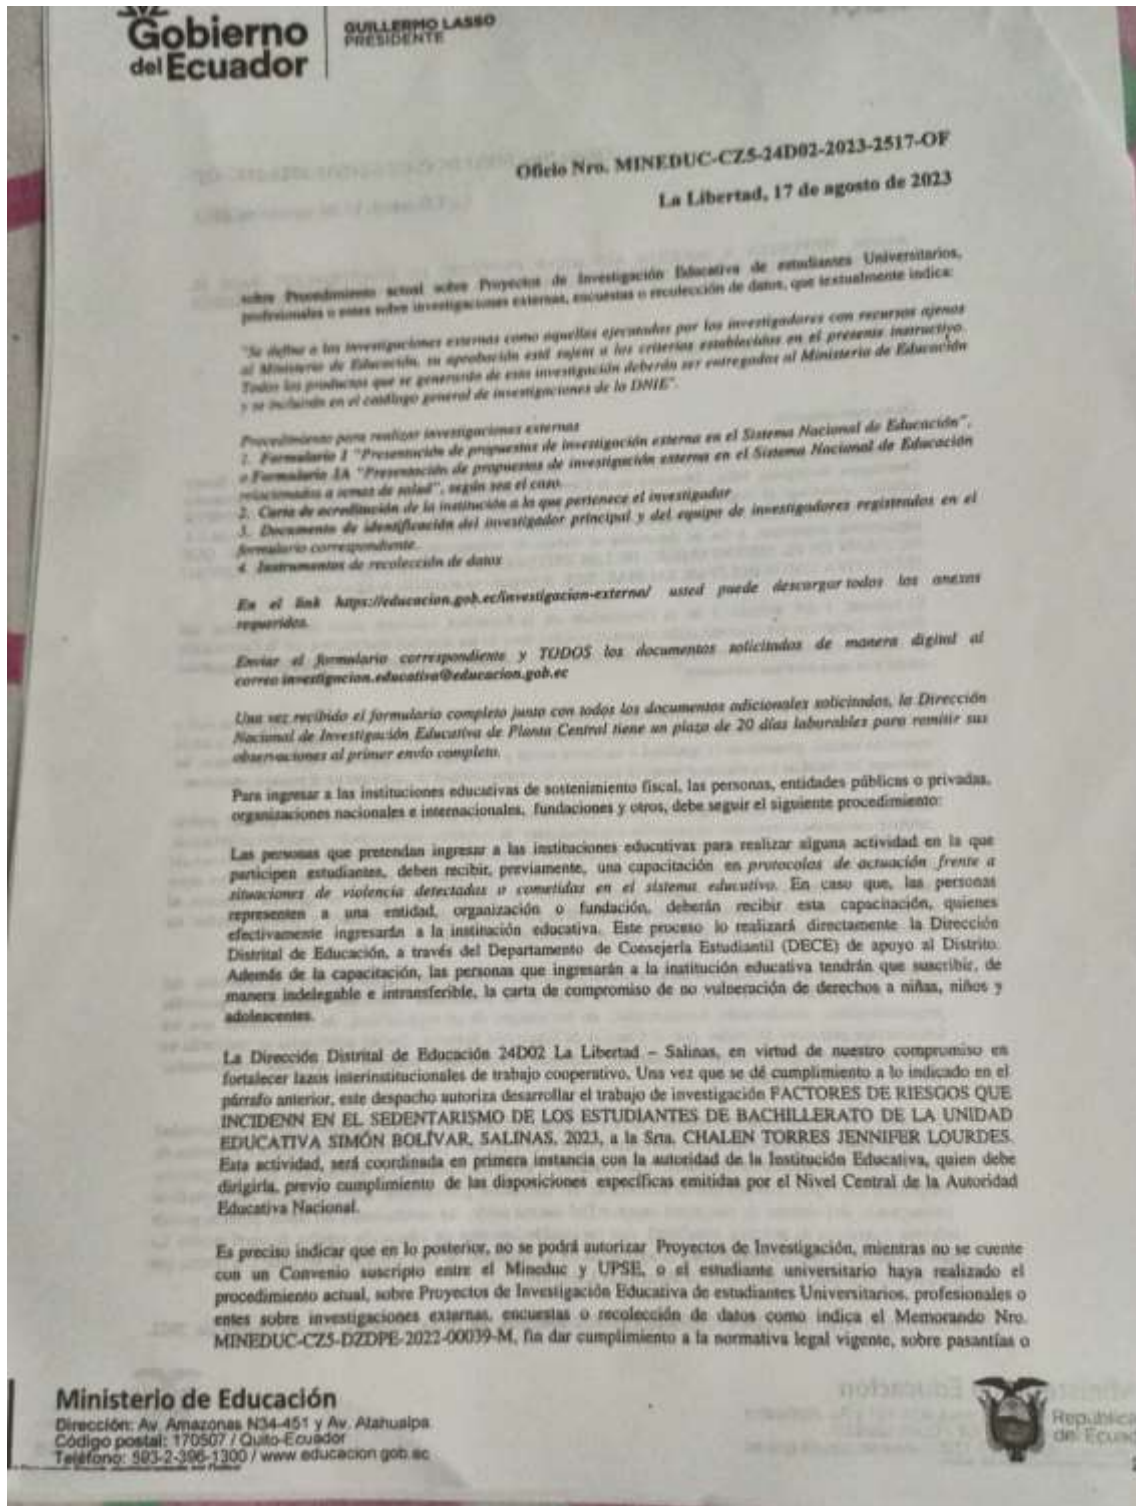 Gobierno
del Ecuador
GUILLERMO LASSO
PRESIDENTE
Oficio Nro. MINEDUC-CZ5-24D02-2023-2517-OF
La Libertad, 17 de agosto de 2023
sobre Procedimiento actual sobre Proyectos de Investigación Educativa de estudiantes Universitarios,
profesionales o entes sobre investigaciones externas, encuestas o recolección de datos, que textualmente indica:
"Se define a las investigaciones externas como aquellas ejecutadas por los investigadores con recursos ajenos
al Ministerio de Educación, su aprobación está sujeta a los criterios establecidos en el presente instructivo.
Todos los productos que se generarán de esta investigación deberán ser entregados al Ministerio de Educación
y se incluirán en el catálogo general de investigaciones de la DNIE".
Procedimiento para realizar investigaciones externas
1. Formulario 1 "Presentación de propuestas de investigación externa en el Sistema Nacional de Educación",
o Formulario 1A "Presentación de propuestas de investigación externa en el Sistema Nacional de Educación
relacionados a temas de salud", según sea el caso.
2. Carta de acreditación de la institución a la que pertenece el investigador
3. Documento de identificación del investigador principal y del equipo de investigadores registrados en el
formulario correspondiente.
4. Instrumentos de recolección de datos
En el link https://educacion.gob.ec/investigacion-externa/ usted puede descargar todos los anexos
requeridos.
Enviar el formulario correspondiente y TODOS los documentos solicitados de manera digital al
correo investigacion.educativa@educacion.gob.ec
Una vez recibido el formulario completo junto con todos los documentos adicionales solicitados, la Dirección
Nacional de Investigación Educativa de Planta Central tiene un plazo de 20 días laborables para remitir sus
observaciones al primer envío completo.
Para ingresar a las instituciones educativas de sostenimiento fiscal, las personas, entidades públicas o privadas,
organizaciones nacionales e internacionales, fundaciones y otros, debe seguir el siguiente procedimiento:
Las personas que pretendan ingresar a las instituciones educativas para realizar alguna actividad en la que
participen estudiantes, deben recibir, previamente, una capacitación en protocolos de actuación frente a
situaciones de violencia detectadas o cometidas en el sistema educativo. En caso que, las personas
representen a una entidad, organización o fundación, deberán recibir esta capacitación, quienes
efectivamente ingresarán a la institución educativa. Este proceso lo realizará directamente la Dirección
Distrital de Educación, a través del Departamento de Consejería Estudiantil (DECE) de apoyo al Distrito.
Además de la capacitación, las personas que ingresarán a la institución educativa tendrán que suscribir, de
manera indelegable e intransferible, la carta de compromiso de no vulneración de derechos a niñas, niños y
adolescentes.
La Dirección Distrital de Educación 24D02 La Libertad – Salinas, en virtud de nuestro compromiso en
fortalecer lazos interinstitucionales de trabajo cooperativo. Una vez que se dé cumplimiento a lo indicado en el
párrafo anterior, este despacho autoriza desarrollar el trabajo de investigación FACTORES DE RIESGOS QUE
INCIDENN EN EL SEDENTARISMO DE LOS ESTUDIANTES DE BACHILLERATO DE LA UNIDAD
EDUCATIVA SIMÓN BOLÍVAR, SALINAS, 2023, a la Srta. CHALEN TORRES JENNIFER LOURDES.
Esta actividad, será coordinada en primera instancia con la autoridad de la Institución Educativa, quien debe
dirigirla, previo cumplimiento de las disposiciones específicas emitidas por el Nivel Central de la Autoridad
Educativa Nacional.
Es preciso indicar que en lo posterior, no se podrá autorizar Proyectos de Investigación, mientras no se cuente
con un Convenio suscripto entre el Mineduc y UPSE, o el estudiante universitario haya realizado el
procedimiento actual, sobre Proyectos de Investigación Educativa de estudiantes Universitarios, profesionales o
entes sobre investigaciones externas, encuestas o recolección de datos como indica el Memorando Nro.
MINEDUC-CZ5-DZDPE-2022-00039-M, fin dar cumplimiento a la normativa legal vigente, sobre pasantías o
Ministerio de Educación
Dirección: Av. Amazonas N34-451 y Av. Atahualpa
Código postal: 170507 / Quito-Ecuador
Teléfono: 593-2-396-1300 / www.educacion.gob.ec
República
del Ecuad